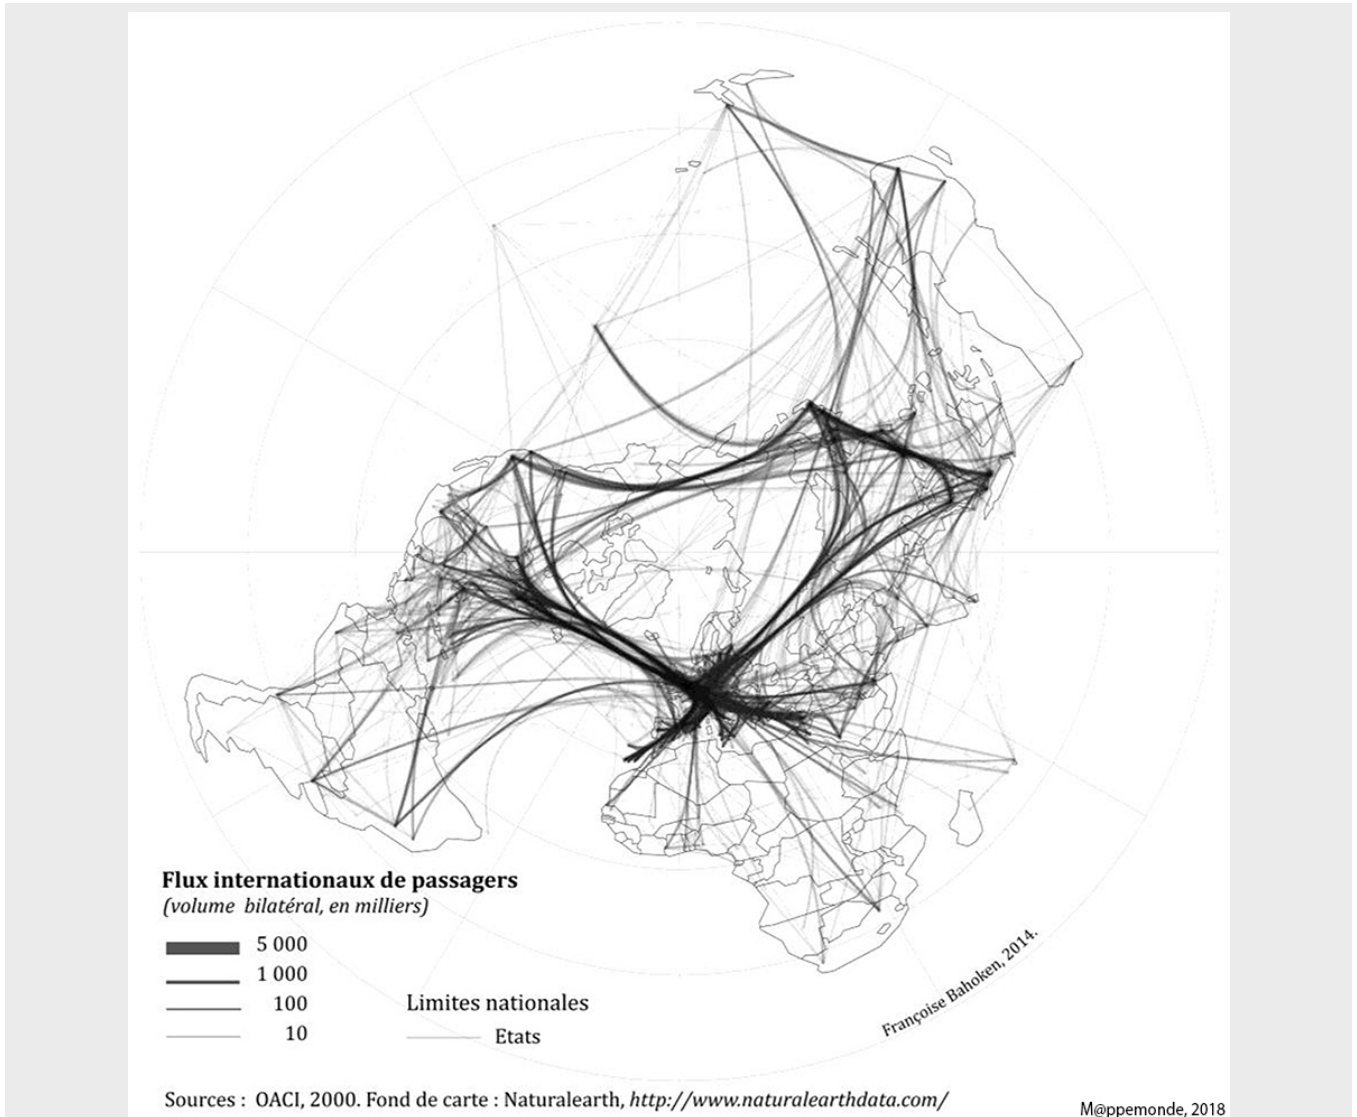 Flux internationaux de passagers
(volume bilatéral, en milliers)
5 000
1 000
100
10
Limites nationales
Etats
Françoise Bahoken, 2014.
Sources : OACI, 2000. Fond de carte : Naturalearth, http://www.naturalearthdata.com/
M@ppemonde, 2018